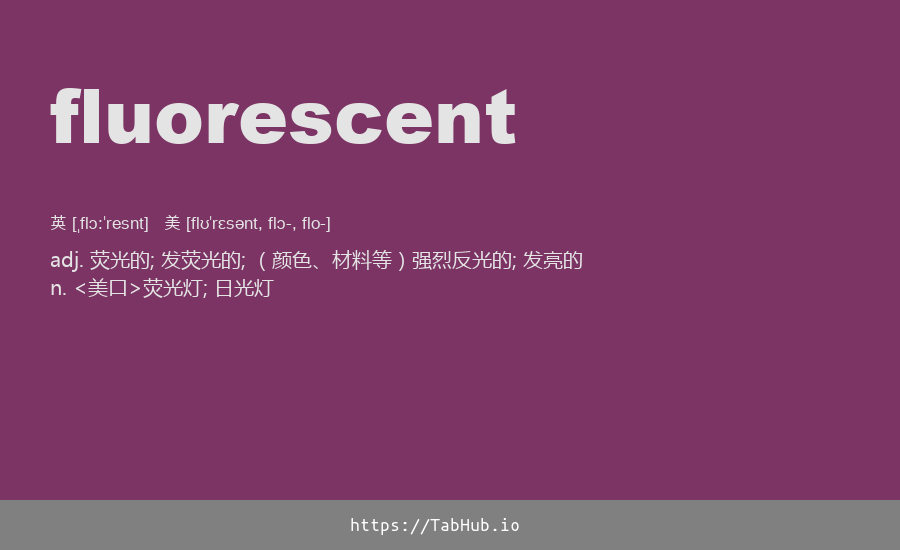 fluorescent
英 [ˌflɔ:ˈresnt]   美 [flʊˈrɛsənt, flɔ-, flo-]
adj. 荧光的; 发荧光的; （颜色、材料等）强烈反光的; 发亮的
n. <美口>荧光灯; 日光灯
https://TabHub.io